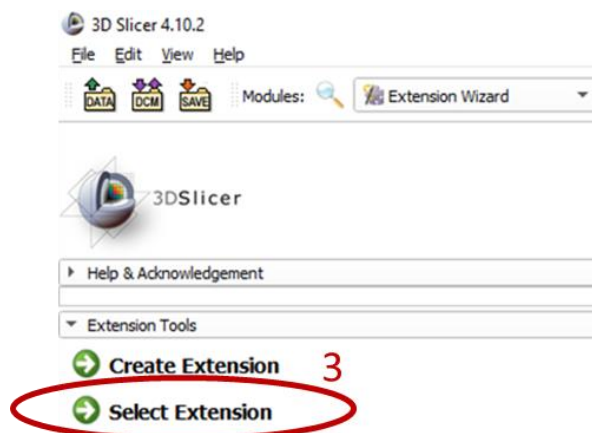 3D Slicer 4.10.2
File Edit View Help
DATA DCM SAVE Modules: Extension Wizard
3DSlicer
Help & Acknowledgement
Extension Tools
Create Extension 3
Select Extension